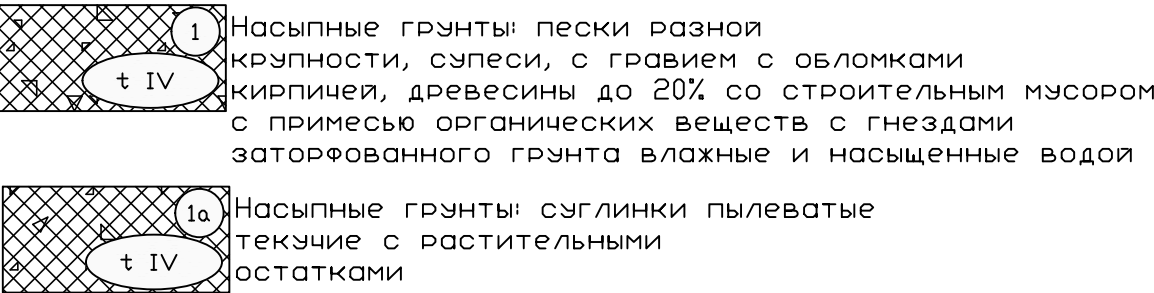 1
t IV
Насыпные грунты: пески разной
крупности, супеси, с гравием с обломками
кирпичей, древесины до 20% со строительным мусором
с примесью органических веществ с гнездами
заторфованного грунта влажные и насыщенные водой
1а
t IV
Насыпные грунты: суглинки пылеватые
текучие с растительными
остатками